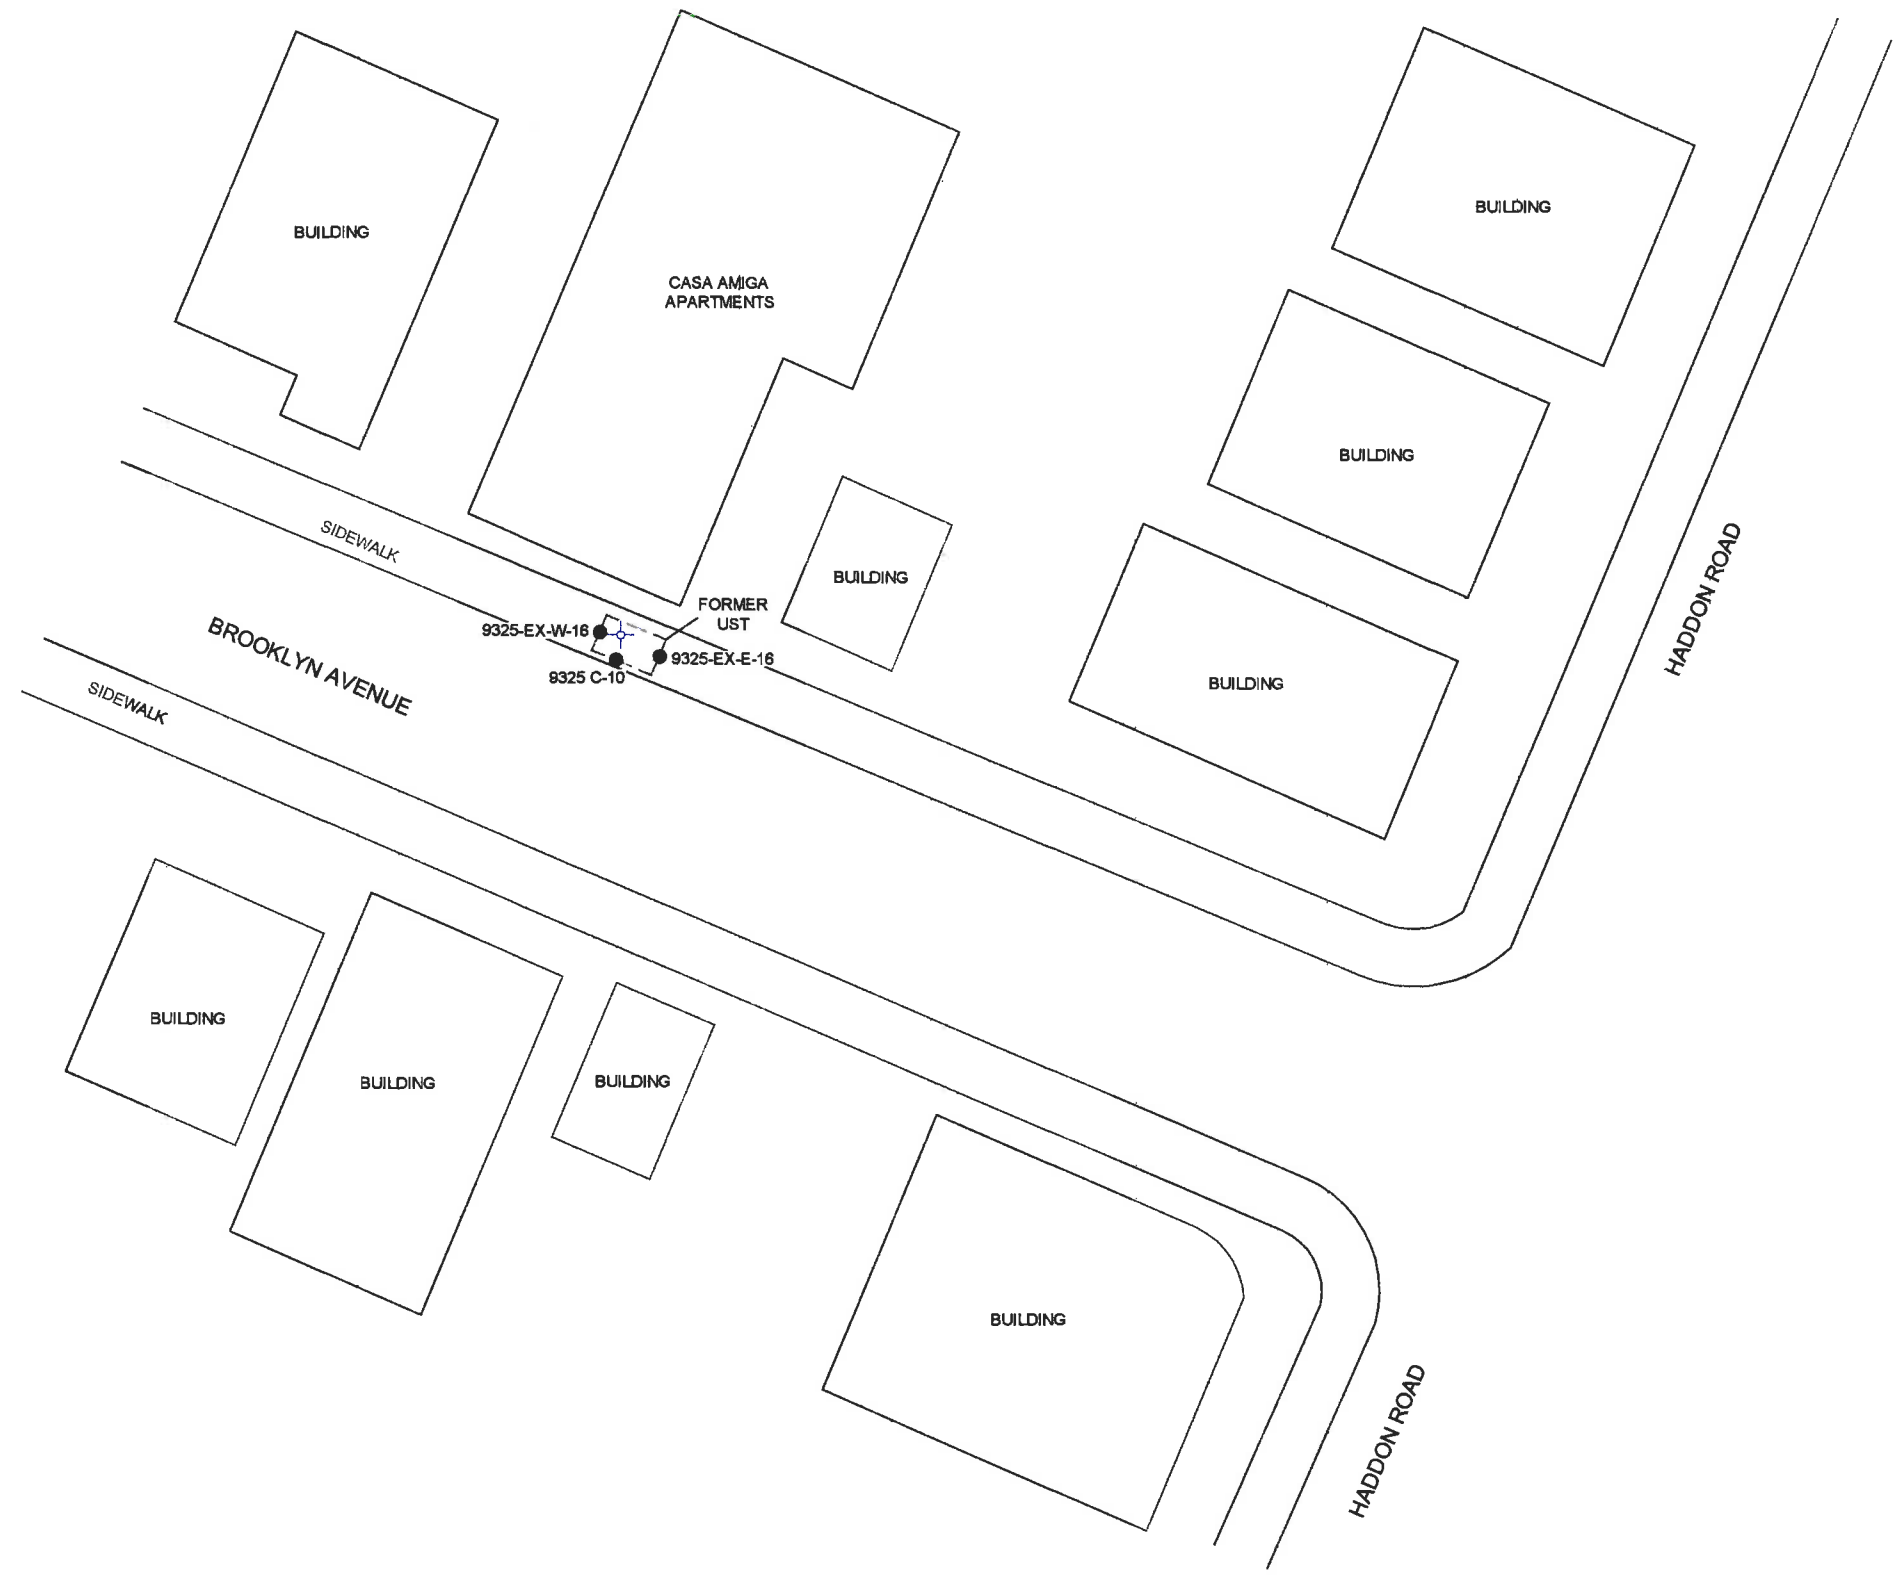 BUILDING
BUILDING
CASA AMIGA
APARTMENTS
BUILDING
SIDEWALK
BUILDING
HADDON ROAD
FORMER
UST
9325-EX-W-16
9325-EX-E-16
9325 C-10
BROOKLYN AVENUE
BUILDING
SIDEWALK
BUILDING
BUILDING
BUILDING
BUILDING
HADDON ROAD